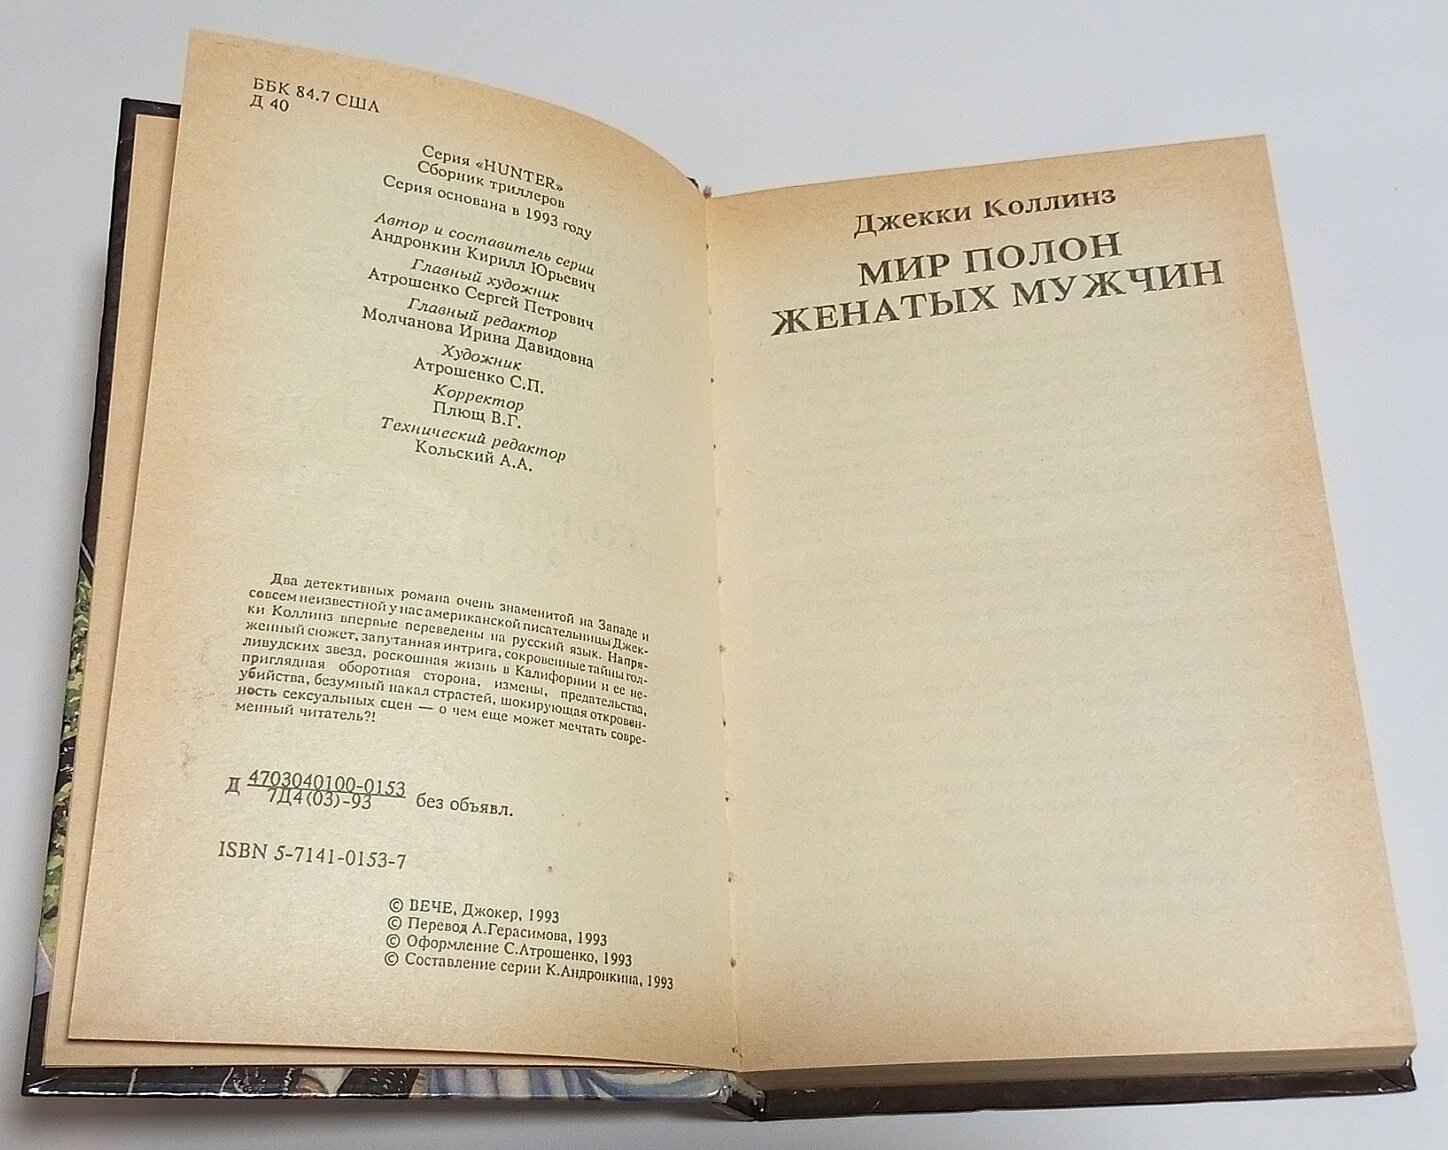 ББК 84.7 США
Д 40
Серия «HUNTER»
Сборник триллеров
Серия основана в 1993 году
Автор и составитель серии
Андронкин Кирилл Юрьевич
Главный художник
Атрошенко Сергей Петрович
Главный редактор
Молчанова Ирина Давидовна
Художник
Атрошенко С.П.
Корректор
Плющ В.Г.
Технический редактор
Кольский А.А.
Два детективных романа очень знаменитой на Западе и
совсем неизвестной у нас американской писательницы Джек-
ки Коллинз впервые переведены на русский язык. Напря-
женный сюжет, запутанная интрига, сокровенные тайны гол-
ливудских звезд, роскошная жизнь в Калифорнии и ее не-
приглядная оборотная сторона, измены, предательства,
убийства, безумный накал страстей, шокирующая откровен-
ность сексуальных сцен — о чем еще может мечтать совре-
менный читатель?!
Д 4703040100-0153
7Д4(03)-93 без объявл.
ISBN 5-7141-0153-7
© ВЕЧЕ, Джокер, 1993
© Перевод А.Герасимова, 1993
© Оформление С.Атрошенко, 1993
© Составление серии К.Андронкина, 1993
Джекки Коллинз
МИР ПОЛОН
ЖЕНАТЫХ МУЖЧИН